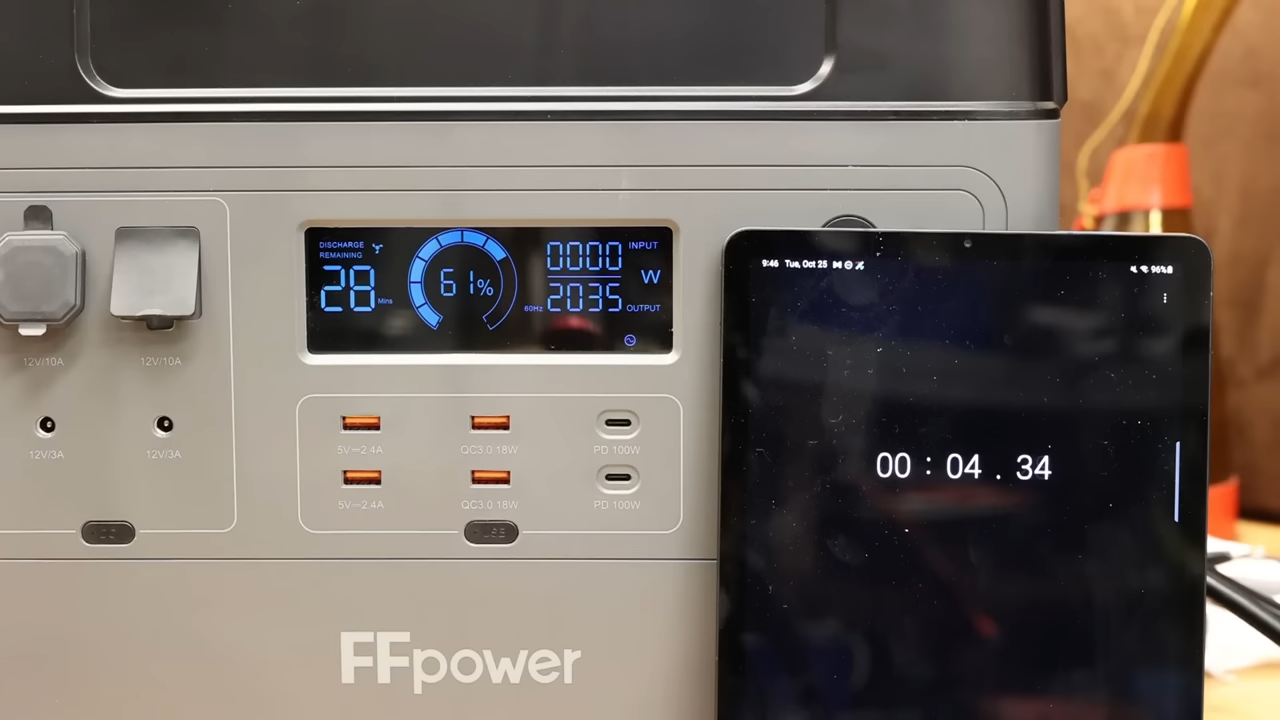 DISCHARGE
REMAINING
28 Mins
61%
0000 INPUT
W
60Hz 2035 OUTPUT
12V/10A 12V/10A
12V/3A 12V/3A
5V⎓2.4A QC3.0 18W PD 100W
5V⎓2.4A QC3.0 18W PD 100W
DC USB
FFpower
9:46 Tue, Oct 25 96%
00 : 04 . 34